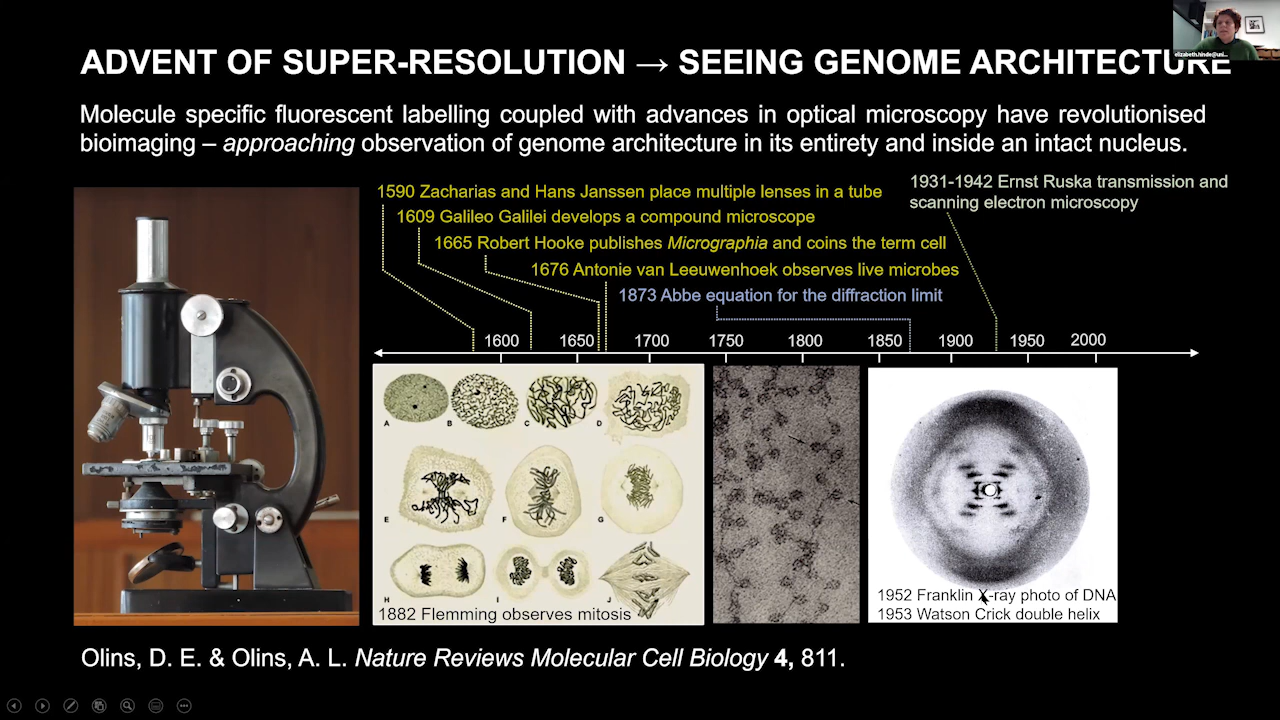 ADVENT OF SUPER-RESOLUTION → SEEING GENOME ARCHITECTURE
Molecule specific fluorescent labelling coupled with advances in optical microscopy have revolutionised
bioimaging – approaching observation of genome architecture in its entirety and inside an intact nucleus.
1590 Zacharias and Hans Janssen place multiple lenses in a tube
1609 Galileo Galilei develops a compound microscope
1665 Robert Hooke publishes Micrographia and coins the term cell
1676 Antonie van Leeuwenhoek observes live microbes
1873 Abbe equation for the diffraction limit
1931-1942 Ernst Ruska transmission and
scanning electron microscopy
1600 1650 1700 1750 1800 1850 1900 1950 2000
A B C D
E F G
H I J
1882 Flemming observes mitosis
1952 Franklin X-ray photo of DNA
1953 Watson Crick double helix
Olins, D. E. & Olins, A. L. Nature Reviews Molecular Cell Biology 4, 811.
elizabeth.hinde@uni...